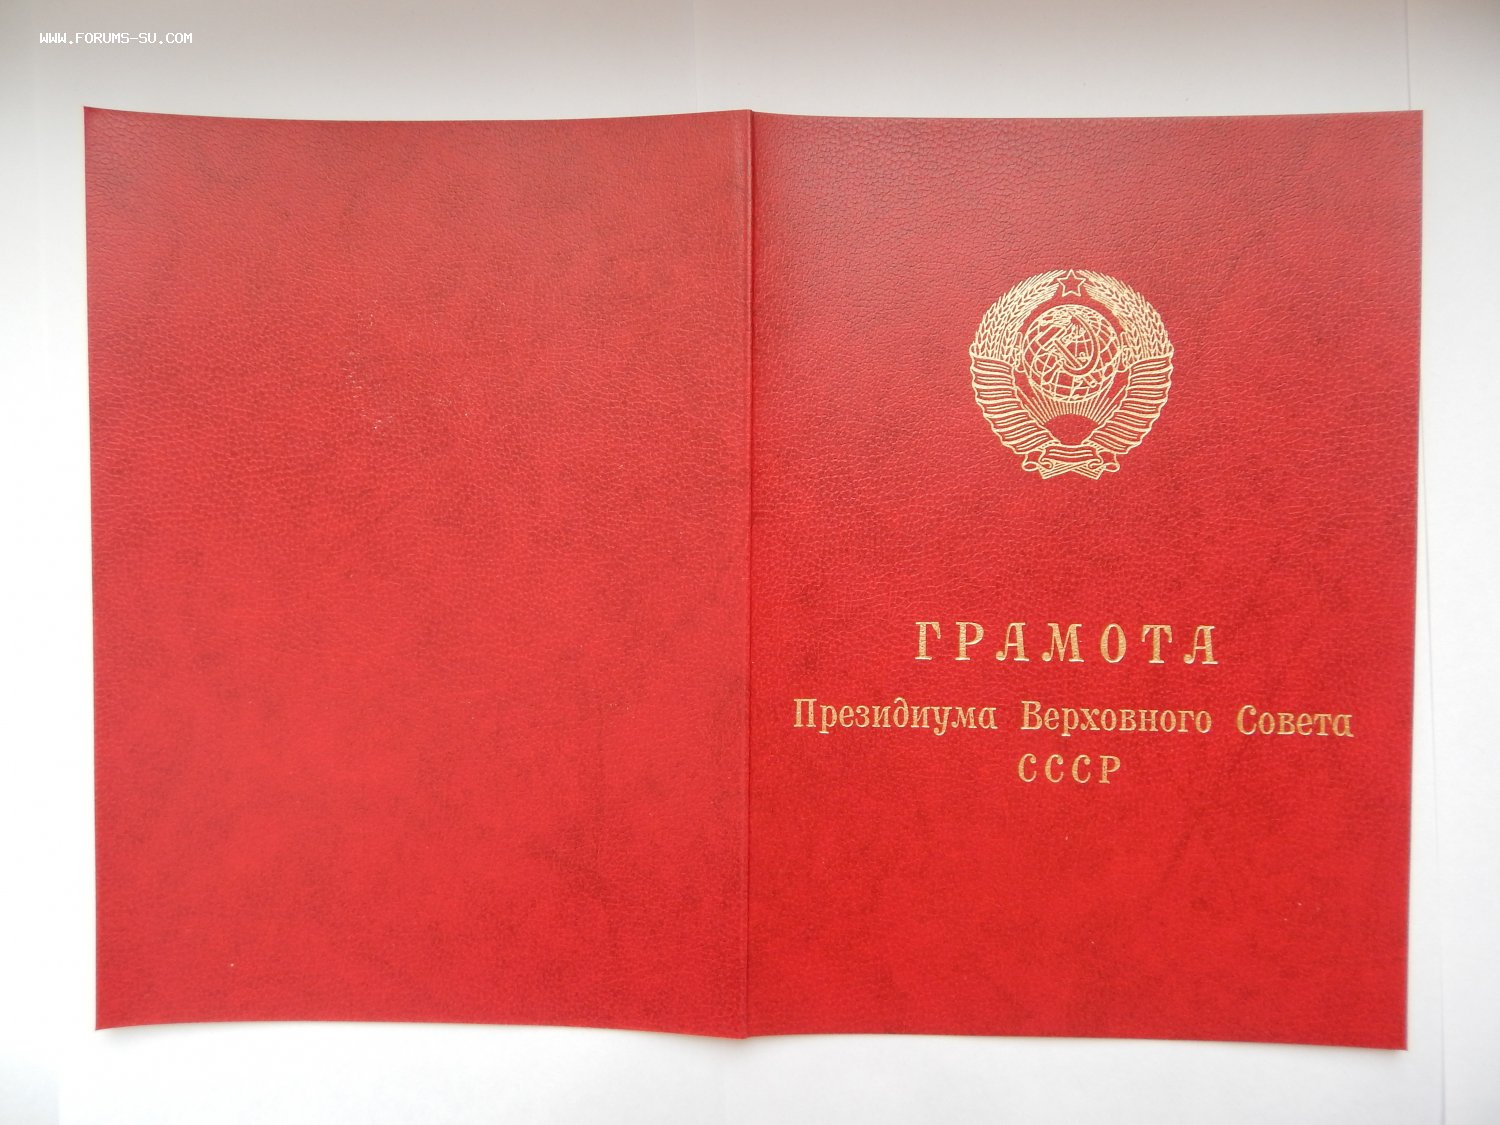 WWW.FORUMS-SU.COM
ГРАМОТА
Президиума Верховного Совета
СССР